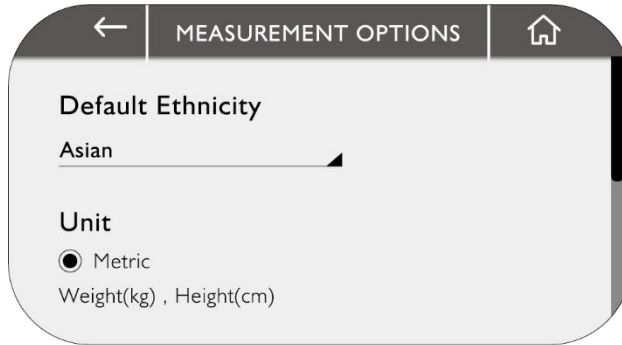 MEASUREMENT OPTIONS
Default Ethnicity
Asian
Unit
Metric
Weight(kg) , Height(cm)